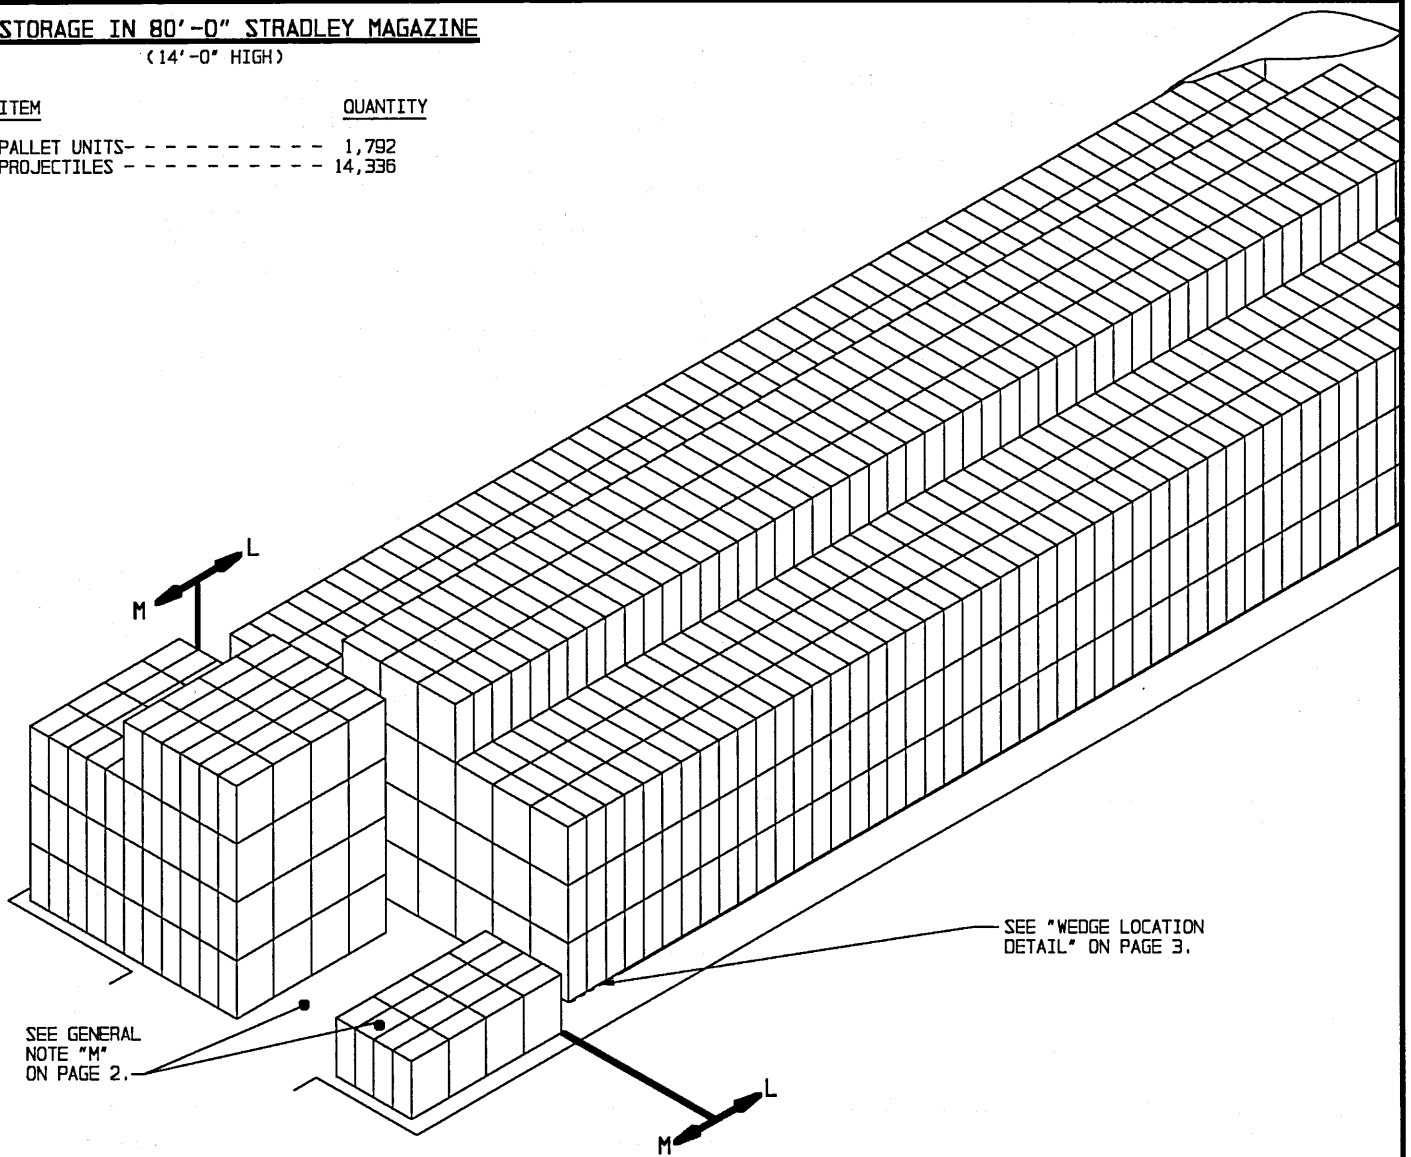 STORAGE IN 80'-0" STRADLEY MAGAZINE
(14'-0" HIGH)
ITEM QUANTITY
PALLET UNITS- - - - - - - - - - - 1,792
PROJECTILES - - - - - - - - - - - 14,336
L
M
SEE "WEDGE LOCATION
DETAIL" ON PAGE 3.
SEE GENERAL
NOTE "M"
ON PAGE 2.
L
M